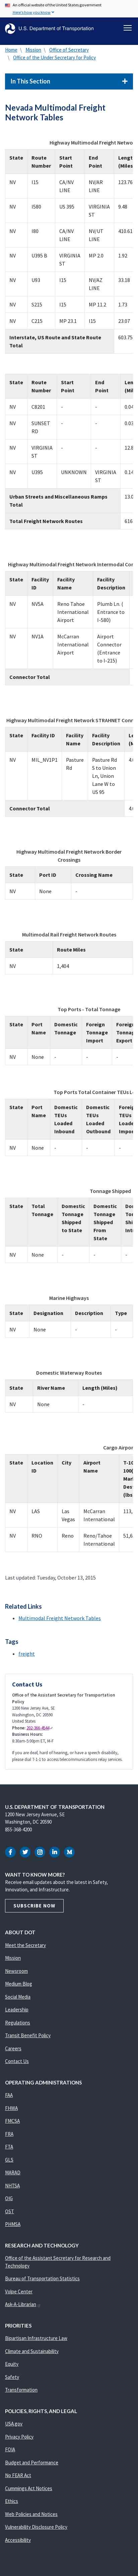 An official website of the United States government
Here's how you know
U.S. Department of Transportation
Home \ Mission \ Office of Secretary
\ Office of the Under Secretary for Policy
In This Section +
Nevada Multimodal Freight
Network Tables
Highway Multimodal Freight Netwo
State Route Number Start Point End Point Length (Miles
NV I15 CA/NV LINE NV/AR LINE 123.76
NV I580 US 395 VIRGINIA ST 8.48
NV I80 CA/NV LINE NV/UT LINE 410.61
NV U395 B VIRGINIA ST MP 2.0 1.97
NV U93 I15 NV/AZ LINE 33.18
NV S215 I15 MP 11.2 1.73
NV C215 MP 23.1 I15 23.07
Interstate, US Route and State Route Total 603.75
State Route Number Start Point End Point
NV C8201 - -
NV SUNSET RD - -
NV VIRGINIA ST - -
NV U395 UNKNOWN VIRGINIA ST
Urban Streets and Miscellaneous Ramps Total
Total Freight Network Routes 616
Highway Multimodal Freight Network Intermodal Con
State Facility ID Facility Name Facility Description
NV NV5A Reno Tahoe International Airport Plumb Ln. ( Entrance to I-580)
NV NV1A McCarran International Airport Airport Connector (Entrance to I-215)
Connector Total
Highway Multimodal Freight Network STRAHNET Conn
State Facility ID Facility Name Facility Description
NV MIL_NV1P1 Pasture Rd Pasture Rd S to Union Ln, Union Lane W to US 95
Connector Total
Highway Multimodal Freight Network Border
Crossings
State Port ID Crossing Name
NV None -
Multimodal Rail Freight Network Routes
State Route Miles
NV 1,404
Top Ports - Total Tonnage
State Port Name Domestic Tonnage Foreign Tonnage Import Foreign Tonnag Export
NV None - - -
Top Ports Total Container TEUs L
State Port Name Domestic TEUs Loaded Inbound Domestic TEUs Loaded Outbound Foreig TEUs Loade Impor
NV None - - -
Tonnage Shipped
State Total Tonnage Domestic Tonnage Shipped to State Domestic Tonnage Shipped From State
NV None - -
Marine Highways
State Designation Description Type
NV None - -
Domestic Waterway Routes
State River Name Length (Miles)
NV None -
Marine Highways
Cargo Airpor
State Location ID City Airport Name
NV LAS Las Vegas McCarran International 113,
NV RNO Reno Reno/Tahoe International 51,6
Last updated: Tuesday, October 13, 2015
Related Links
Multimodal Freight Network Tables
Tags
freight
Contact Us
Office of the Assistant Secretary for Transportation
Policy
1200 New Jersey Ave, SE
Washington, DC 20590
United States
Phone: 202-366-4544
Business Hours:
8:30am-5:00pm ET, M-F
If you are deaf, hard of hearing, or have a speech disability,
please dial 7-1-1 to access telecommunications relay services.
U.S. DEPARTMENT OF TRANSPORTATION
1200 New Jersey Avenue, SE
Washington, DC 20590
855-368-4200
WANT TO KNOW MORE?
Receive email updates about the latest in Safety,
Innovation, and Infrastructure.
SUBSCRIBE NOW
ABOUT DOT
Meet the Secretary
Mission
Newsroom
Medium Blog
Social Media
Leadership
Regulations
Transit Benefit Policy
Careers
Contact Us
OPERATING ADMINISTRATIONS
FAA
FHWA
FMCSA
FRA
FTA
GLS
MARAD
NHTSA
OIG
OST
PHMSA
RESEARCH AND TECHNOLOGY
Office of the Assistant Secretary for Research and
Technology
Bureau of Transportation Statistics
Volpe Center
Ask-A-Librarian
PRIORITIES
Bipartisan Infrastructure Law
Climate and Sustainability
Equity
Safety
Transformation
POLICIES, RIGHTS, AND LEGAL
USA.gov
Privacy Policy
FOIA
Budget and Performance
No FEAR Act
Cummings Act Notices
Ethics
Web Policies and Notices
Vulnerability Disclosure Policy
Accessibility